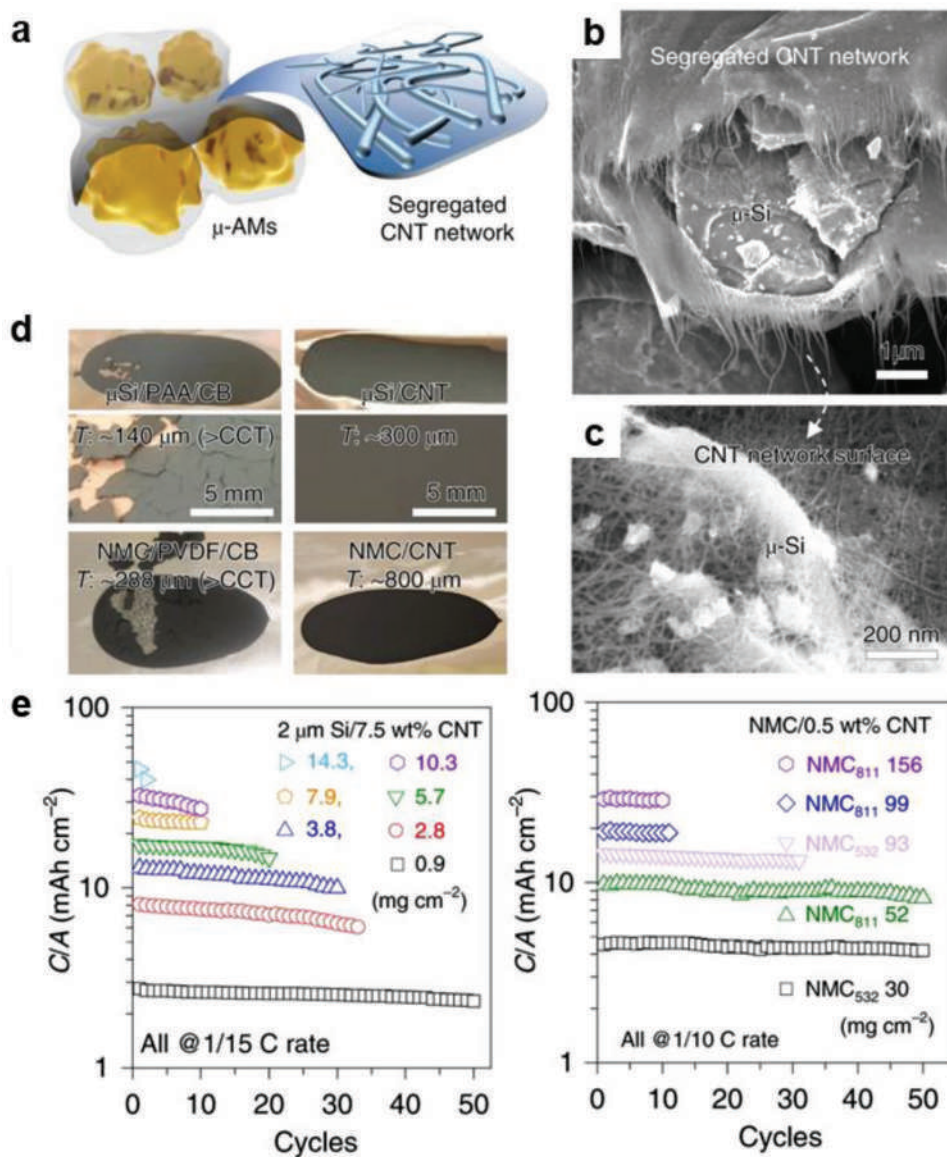 a
μ-AMs
Segregated
CNT network
b
Segregated CNT network
μ-Si
1μm
d
μSi/PAA/CB
μSi/CNT
T: ~140 μm (>CCT)
T: ~300 μm
5 mm
5 mm
NMC/PVDF/CB
T: ~288 μm (>CCT)
NMC/CNT
T: ~800 μm
c
CNT network surface
μ-Si
200 nm
e
100
10
1
C/A (mAh cm⁻²)
2 μm Si/7.5 wt% CNT
14.3, 10.3
7.9, 5.7
3.8, 2.8
0.9
(mg cm⁻²)
All @1/15 C rate
0 10 20 30 40 50
Cycles
100
10
1
C/A (mAh cm⁻²)
NMC/0.5 wt% CNT
NMC₈₁₁ 156
NMC₈₁₁ 99
NMC₅₃₂ 93
NMC₈₁₁ 52
NMC₅₃₂ 30
(mg cm⁻²)
All @1/10 C rate
0 10 20 30 40 50
Cycles